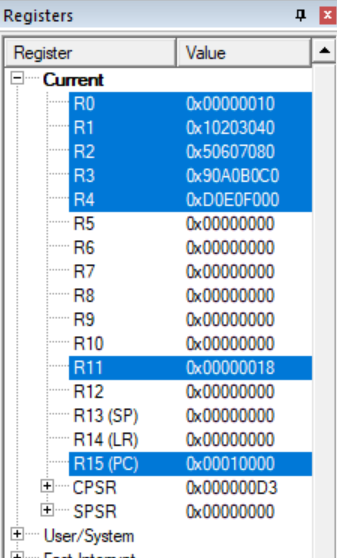 Registers
Register Value
Current
R0 0x00000010
R1 0x10203040
R2 0x50607080
R3 0x90A0B0C0
R4 0xD0E0F000
R5 0x00000000
R6 0x00000000
R7 0x00000000
R8 0x00000000
R9 0x00000000
R10 0x00000000
R11 0x00000018
R12 0x00000000
R13 (SP) 0x00000000
R14 (LR) 0x00000000
R15 (PC) 0x00010000
CPSR 0x000000D3
SPSR 0x00000000
User/System
Fast Interrupt